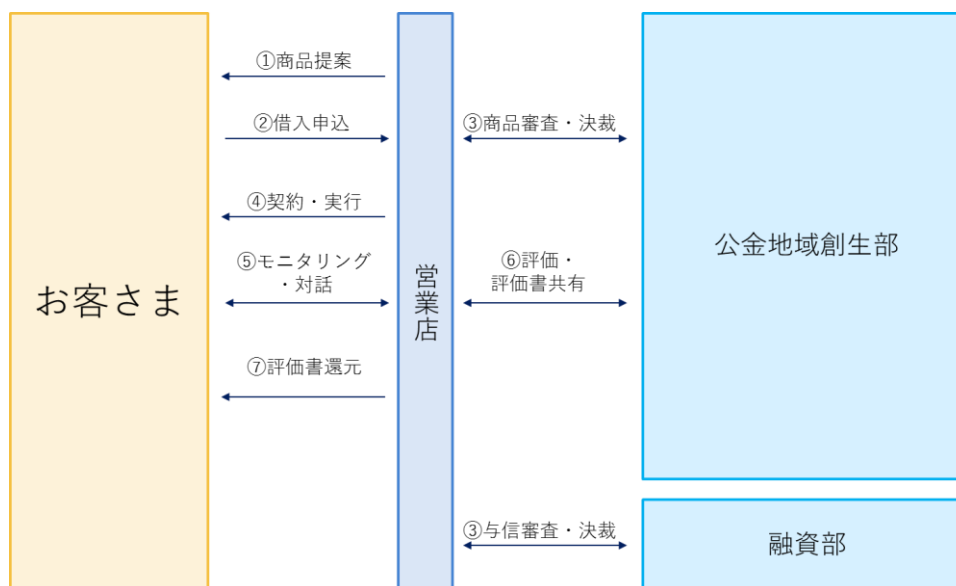 ①商品提案
②借入申込
③商品審査・決裁
④契約・実行
⑤モニタリング
・対話
⑥評価・
評価書共有
⑦評価書還元
③与信審査・決裁
お客さま
営業店
公金地域創生部
融資部